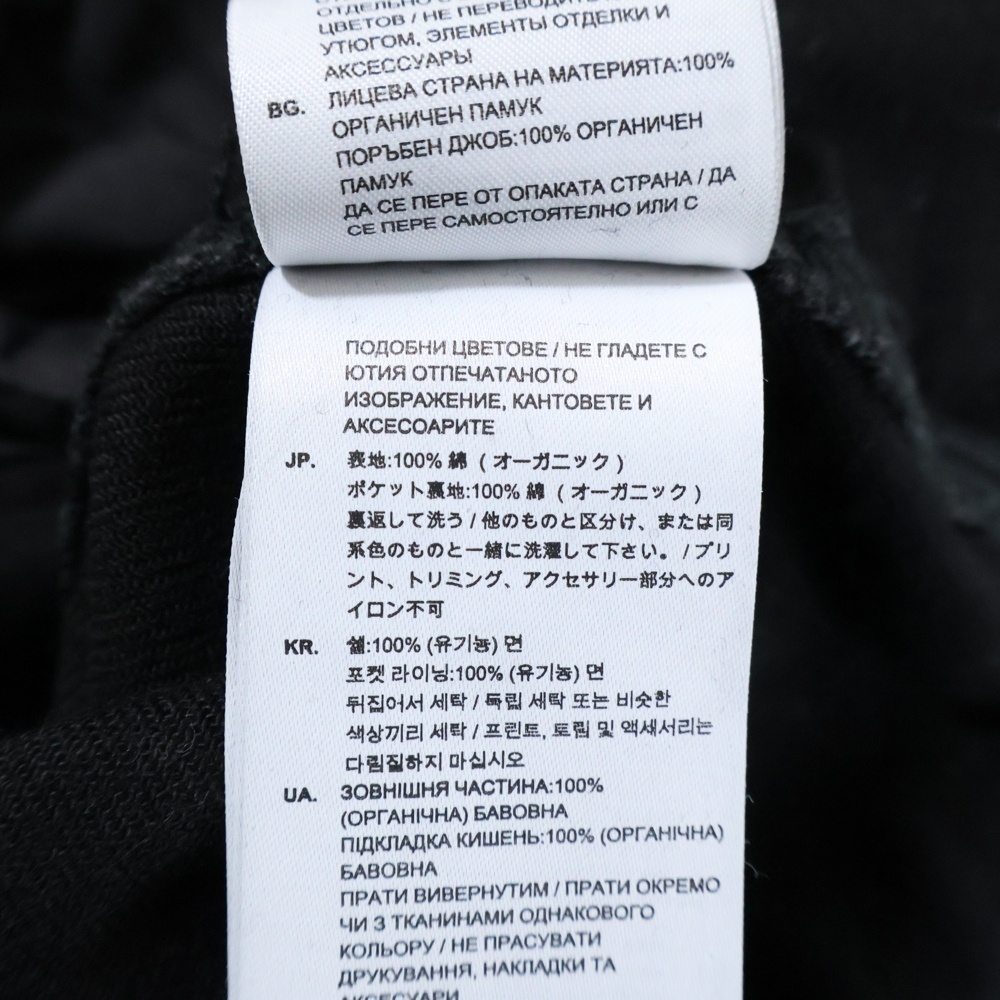 ЦВЕТОВ / НЕ ПЕРЕВОДИТЬ
УТЮГОМ, ЭЛЕМЕНТЫ ОТДЕЛКИ И
АКСЕССУАРЫ
BG. ЛИЦЕВА СТРАНА НА МАТЕРИЯТА:100%
ОРГАНИЧЕН ПАМУК
ПОРЪБЕН ДЖОБ:100% ОРГАНИЧЕН
ПАМУК
ДА СЕ ПЕРЕ ОТ ОПАКАТА СТРАНА / ДА
СЕ ПЕРЕ САМОСТОЯТЕЛНО ИЛИ С
ПОДОБНИ ЦВЕТОВЕ / НЕ ГЛАДЕТЕ С
ЮТИЯ ОТПЕЧАТАНОТО
ИЗОБРАЖЕНИЕ, КАНТОВЕТЕ И
АКСЕСОАРИТЕ
JP. 表地:100% 綿 ( オーガニック )
ポケット裏地:100% 綿 ( オーガニック )
裏返して洗う / 他のものと区分け、または同
系色のものと一緒に洗濯して下さい。 / プリ
ント、トリミング、アクセサリー部分へのア
イロン不可
KR. 쉘:100% (유기농) 면
포켓 라이닝:100% (유기농) 면
뒤집어서 세탁 / 독립 세탁 또는 비슷한
색상끼리 세탁 / 프린트, 트림 및 액세서리는
다림질하지 마십시오
UA. ЗОВНІШНЯ ЧАСТИНА:100%
(ОРГАНІЧНА) БАВОВНА
ПІДКЛАДКА КИШЕНЬ:100% (ОРГАНІЧНА)
БАВОВНА
ПРАТИ ВИВЕРНУТИМ / ПРАТИ ОКРЕМО
ЧИ З ТКАНИНАМИ ОДНАКОВОГО
КОЛЬОРУ / НЕ ПРАСУВАТИ
ДРУКУВАННЯ, НАКЛАДКИ ТА
АКСЕСУАРИ